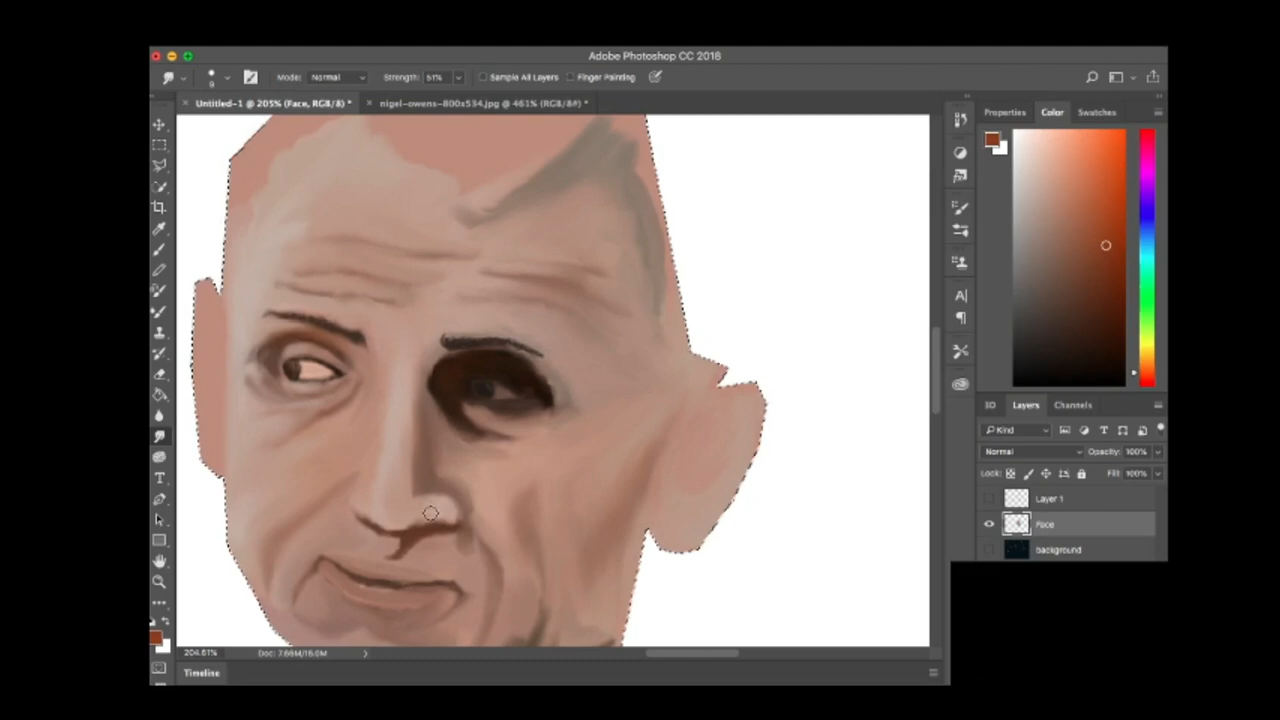 Adobe Photoshop CC 2018
9 Mode: Normal Strength: 51% Sample All Layers Finger Painting
Untitled-1 @ 205% (Face, RGB/8) * nigel-owens-800x534.jpg @ 461% (RGB/8#) *
Properties Color Swatches
3D Layers Channels
Kind
Normal Opacity: 100%
Lock: Fill: 100%
Layer 1
Face
background
204.61% Doc: 7.66M/16.0M
Timeline